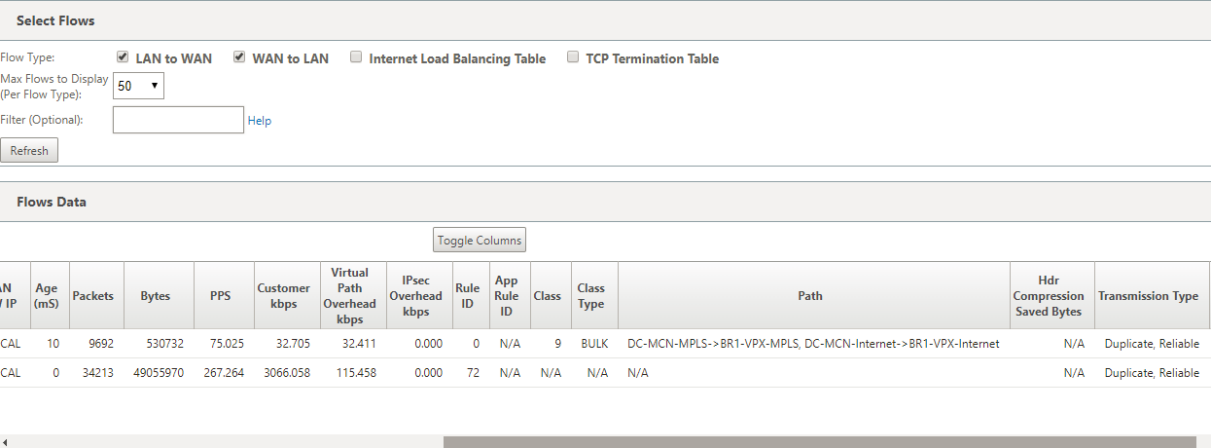 Select Flows
Flow Type: LAN to WAN WAN to LAN Internet Load Balancing Table TCP Termination Table
Max Flows to Display
(Per Flow Type): 50
Filter (Optional): Help
Refresh
Flows Data
Toggle Columns
AN / IP Age (mS) Packets Bytes PPS Customer kbps Virtual Path Overhead kbps IPsec Overhead kbps Rule ID App Rule ID Class Class Type Path Hdr Compression Saved Bytes Transmission Type
CAL 10 9692 530732 75.025 32.705 32.411 0.000 0 N/A 9 BULK DC-MCN-MPLS->BR1-VPX-MPLS, DC-MCN-Internet->BR1-VPX-Internet N/A Duplicate, Reliable
CAL 0 34213 49055970 267.264 3066.058 115.458 0.000 72 N/A N/A N/A N/A N/A Duplicate, Reliable